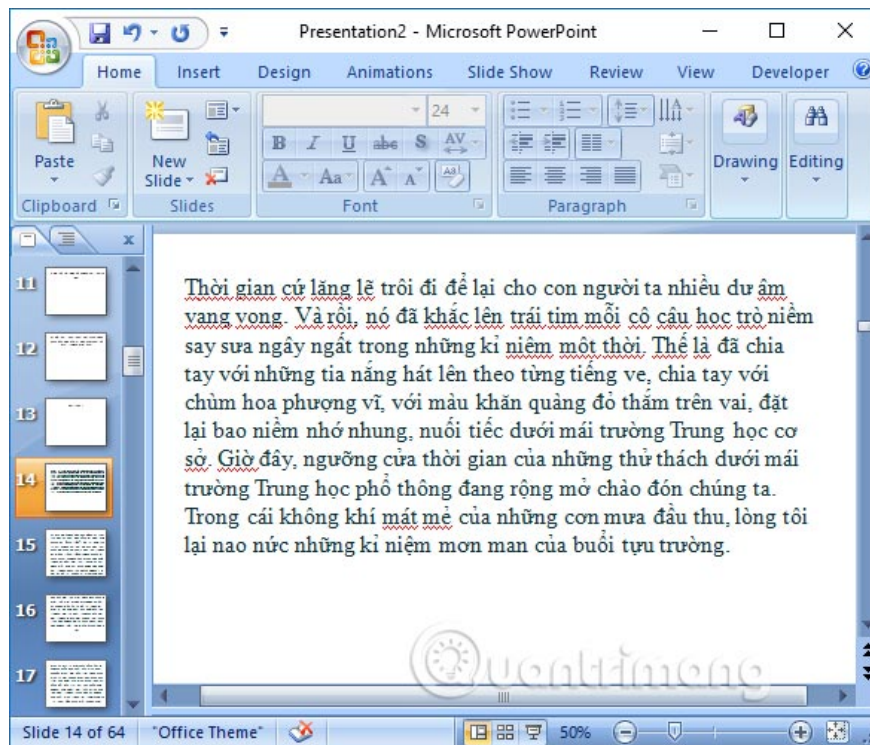 Presentation2 - Microsoft PowerPoint
Home Insert Design Animations Slide Show Review View Developer
Paste
New Slide
24
B I U abe S AV
A Aa A A
Drawing Editing
Clipboard Slides Font Paragraph
11
12
13
14
15
16
17
Thời gian cứ lặng lẽ trôi đi để lại cho con người ta nhiều dư âm
vang vọng. Và rồi, nó đã khắc lên trái tim mỗi cô cậu học trò niềm
say sưa ngây ngất trong những kỉ niệm một thời. Thế là đã chia
tay với những tia nắng hát lên theo từng tiếng ve, chia tay với
chùm hoa phượng vĩ, với màu khăn quàng đỏ thắm trên vai, đặt
lại bao niềm nhớ nhung, nuối tiếc dưới mái trường Trung học cơ
sở. Giờ đây, ngưỡng cửa thời gian của những thử thách dưới mái
trường Trung học phổ thông đang rộng mở chào đón chúng ta.
Trong cái không khí mát mẻ của những cơn mưa đầu thu, lòng tôi
lại nao nức những kỉ niệm mơn man của buổi tựu trường.
Quantrimang
Slide 14 of 64 "Office Theme" 50%